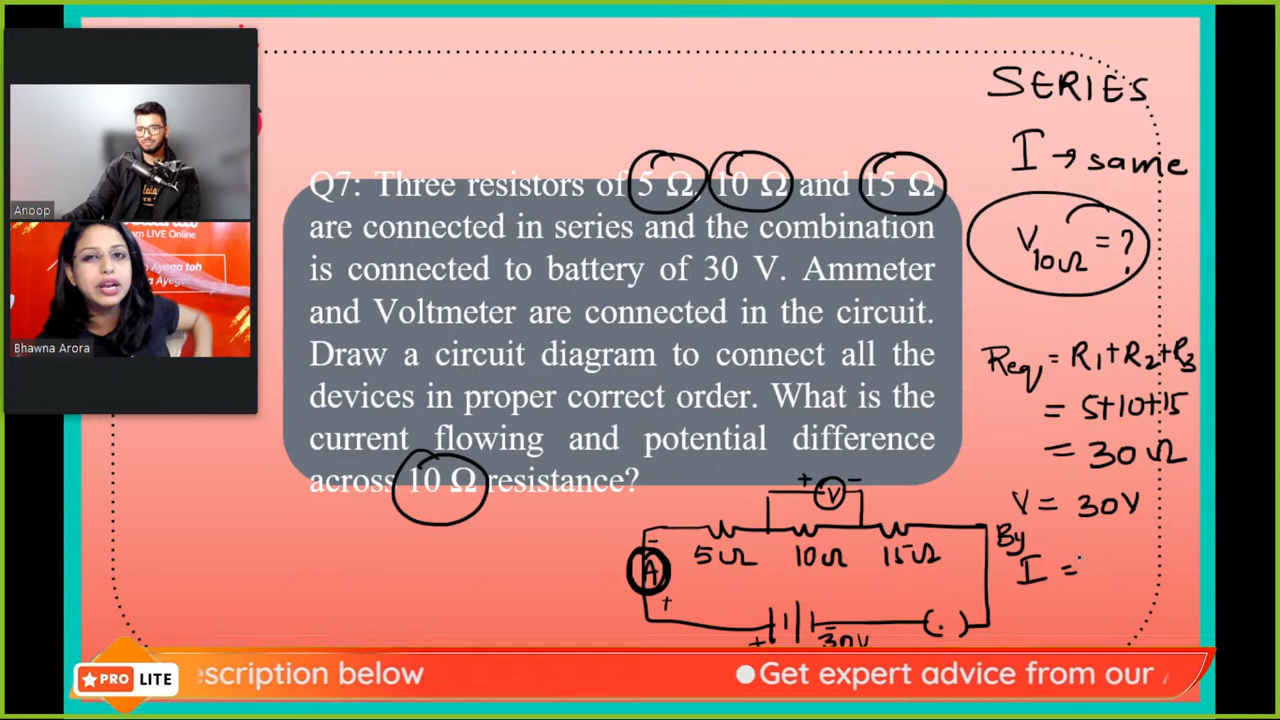 Anoop
Bhawna Arora
rn LIVE Online
Q7: Three resistors of 5 Ω, 10 Ω and 15 Ω
are connected in series and the combination
is connected to battery of 30 V. Ammeter
and Voltmeter are connected in the circuit.
Draw a circuit diagram to connect all the
devices in proper correct order. What is the
current flowing and potential difference
across 10 Ω resistance?
SERIES
I → same
V10Ω = ?
Req = R1+R2+R3
= 5+10+15
= 30 Ω
V = 30V
By
I =
+ V -
5Ω 10Ω 15Ω
-
A
+
+ - ( . )
30V
PRO LITE
scription below
Get expert advice from our